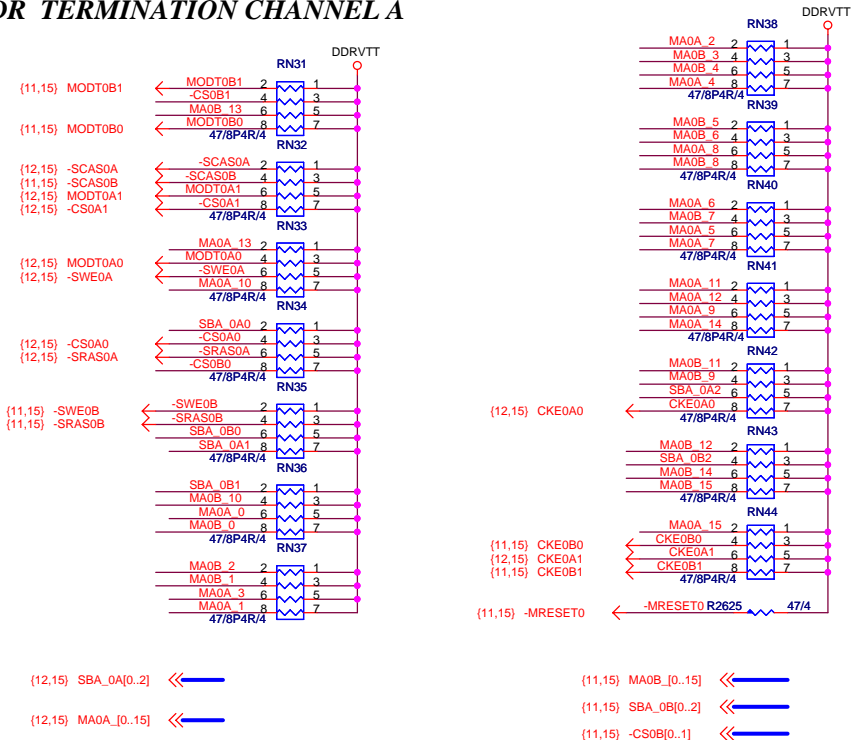 OR TERMINATION CHANNEL A
DDRVTT
RN31
{11,15} MODT0B1 MODT0B1 2 1
-CS0B1 4 3
MA0B_13 6 5
{11,15} MODT0B0 MODT0B0 8 7
47/8P4R/4
RN32
{12,15} -SCAS0A -SCAS0A 2 1
{11,15} -SCAS0B -SCAS0B 4 3
{12,15} MODT0A1 MODT0A1 6 5
{12,15} -CS0A1 -CS0A1 8 7
47/8P4R/4
RN33
MA0A_13 2 1
{12,15} MODT0A0 MODT0A0 4 3
{12,15} -SWE0A -SWE0A 6 5
MA0A_10 8 7
47/8P4R/4
RN34
SBA_0A0 2 1
{12,15} -CS0A0 -CS0A0 4 3
{12,15} -SRAS0A -SRAS0A 6 5
-CS0B0 8 7
47/8P4R/4
RN35
{11,15} -SWE0B -SWE0B 2 1
{11,15} -SRAS0B -SRAS0B 4 3
SBA_0B0 6 5
SBA_0A1 8 7
47/8P4R/4
RN36
SBA_0B1 2 1
MA0B_10 4 3
MA0A_0 6 5
MA0B_0 8 7
47/8P4R/4
RN37
MA0B_2 2 1
MA0B_1 4 3
MA0A_3 6 5
MA0A_1 8 7
47/8P4R/4
{12,15} SBA_0A[0..2]
{12,15} MA0A_[0..15]
DDRVTT
RN38
MA0A_2 2 1
MA0B_3 4 3
MA0B_4 6 5
MA0A_4 8 7
47/8P4R/4
RN39
MA0B_5 2 1
MA0B_6 4 3
MA0A_8 6 5
MA0B_8 8 7
47/8P4R/4
RN40
MA0A_6 2 1
MA0B_7 4 3
MA0A_5 6 5
MA0A_7 8 7
47/8P4R/4
RN41
MA0A_11 2 1
MA0A_12 4 3
MA0A_9 6 5
MA0A_14 8 7
47/8P4R/4
RN42
MA0B_11 2 1
MA0B_9 4 3
SBA_0A2 6 5
{12,15} CKE0A0 CKE0A0 8 7
47/8P4R/4
RN43
MA0B_12 2 1
SBA_0B2 4 3
MA0B_14 6 5
MA0B_15 8 7
47/8P4R/4
RN44
MA0A_15 2 1
{11,15} CKE0B0 CKE0B0 4 3
{12,15} CKE0A1 CKE0A1 6 5
{11,15} CKE0B1 CKE0B1 8 7
47/8P4R/4
{11,15} -MRESET0 -MRESET0 R2625 47/4
{11,15} MA0B_[0..15]
{11,15} SBA_0B[0..2]
{11,15} -CS0B[0..1]